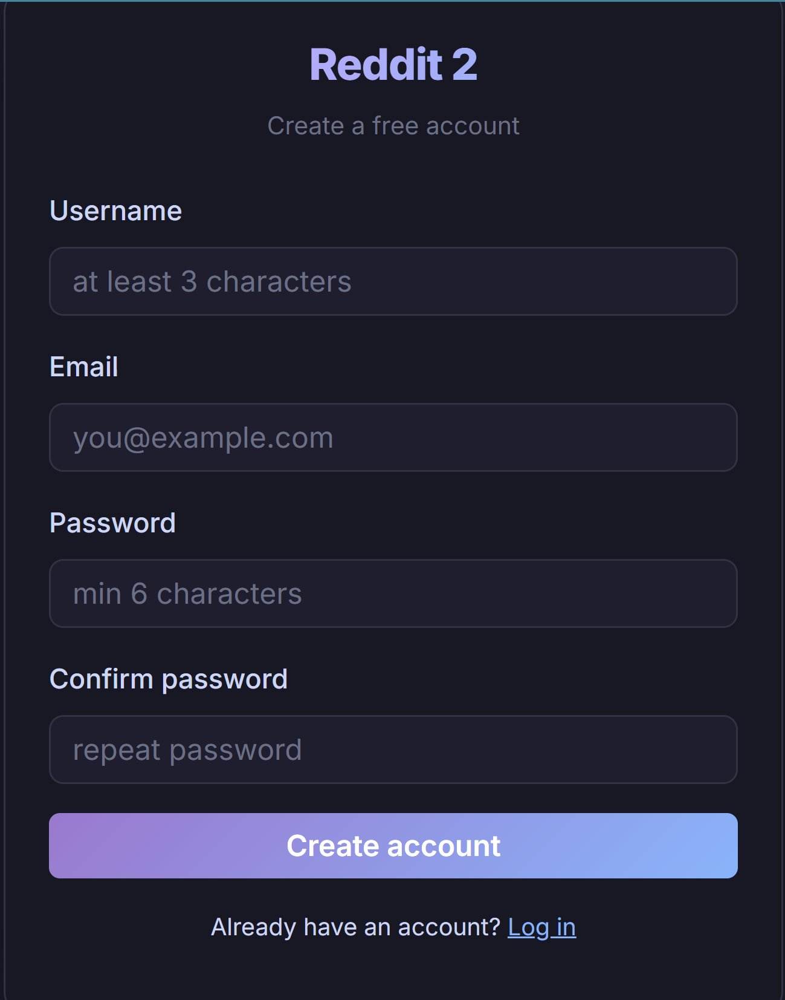 Reddit 2
Create a free account
Username
at least 3 characters
Email
you@example.com
Password
min 6 characters
Confirm password
repeat password
Create account
Already have an account? Log in